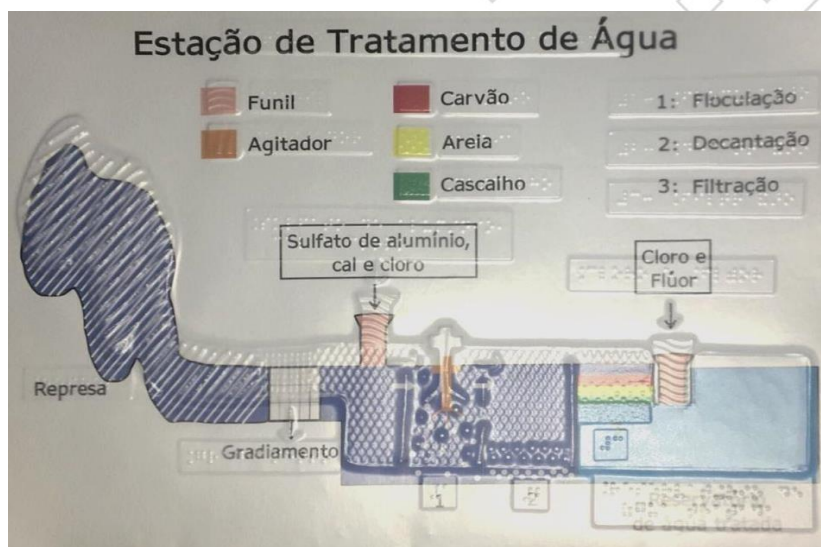 Estação de Tratamento de Água
Funil
Agitador
Carvão
Areia
Cascalho
1: Floculação
2: Decantação
3: Filtração
Sulfato de alumínio,
cal e cloro
Cloro e
Flúor
Represa
Gradiamento
1
2
Reservatório
de água tratada